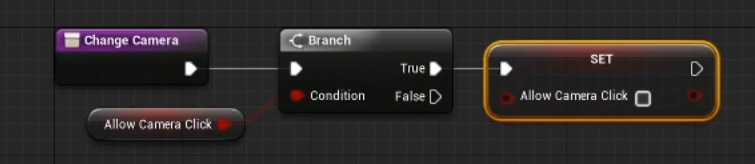 Change Camera
Branch
True
Condition
False
Allow Camera Click
SET
Allow Camera Click